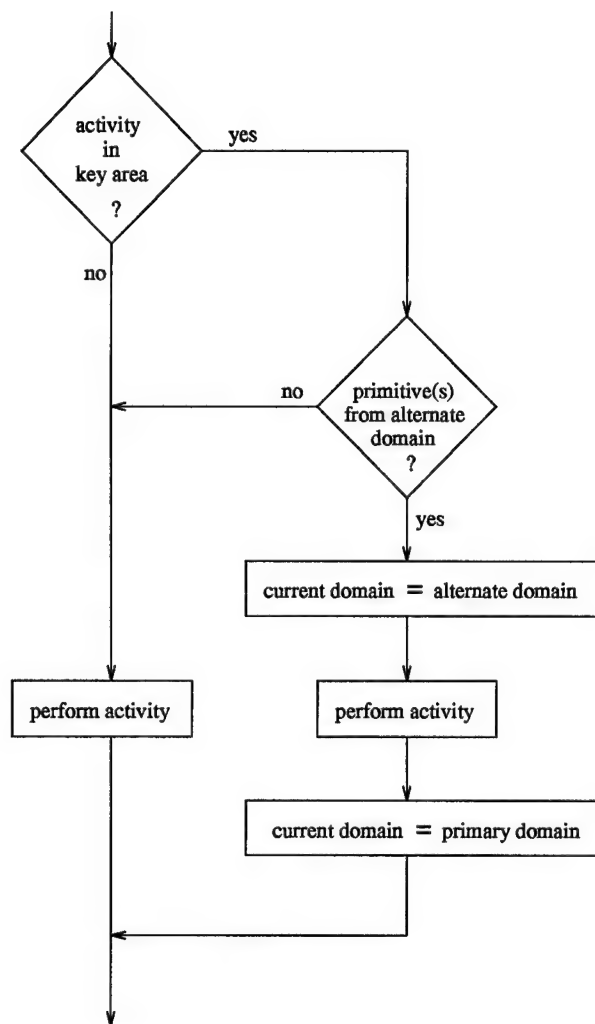 activity
in
key area
?
yes
no
primitive(s)
from alternate
domain
?
no
yes
current domain = alternate domain
perform activity
perform activity
current domain = primary domain